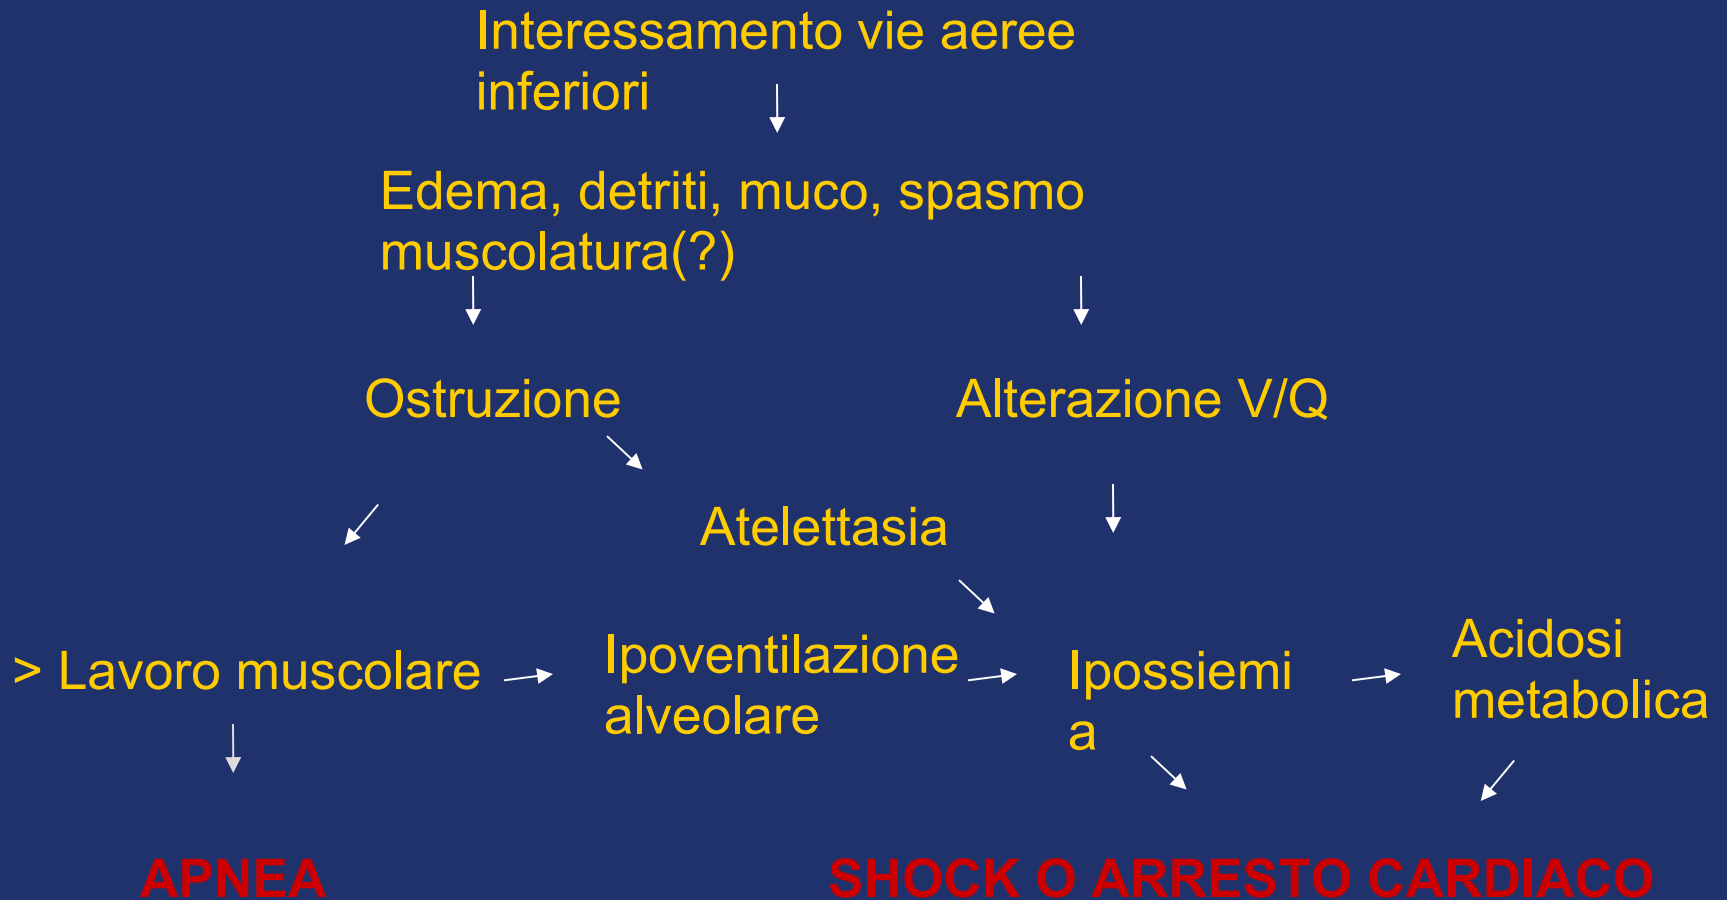 Interessamento vie aeree
inferiori
Edema, detriti, muco, spasmo
muscolatura(?)
Ostruzione
Alterazione V/Q
Atelettasia
> Lavoro muscolare
Ipoventilazione
alveolare
Ipossiemi
a
Acidosi
metabolica
APNEA
SHOCK O ARRESTO CARDIACO